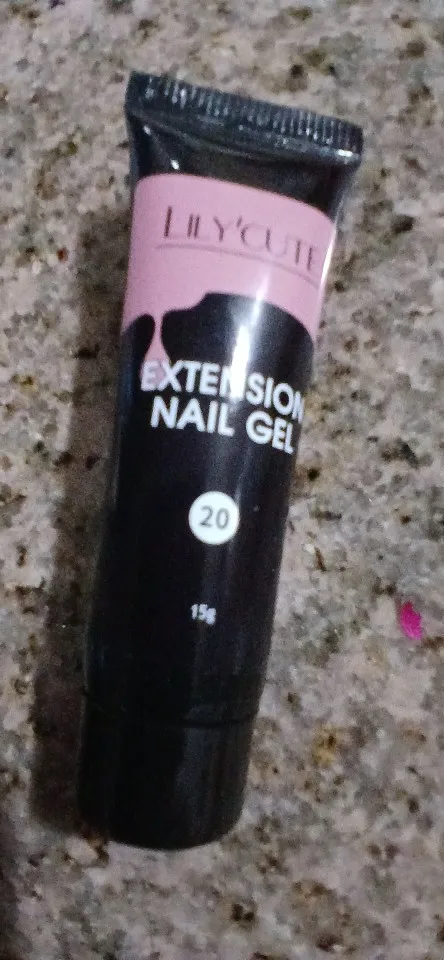 LILY'CUTE
EXTENSION
NAIL GEL
20
15g